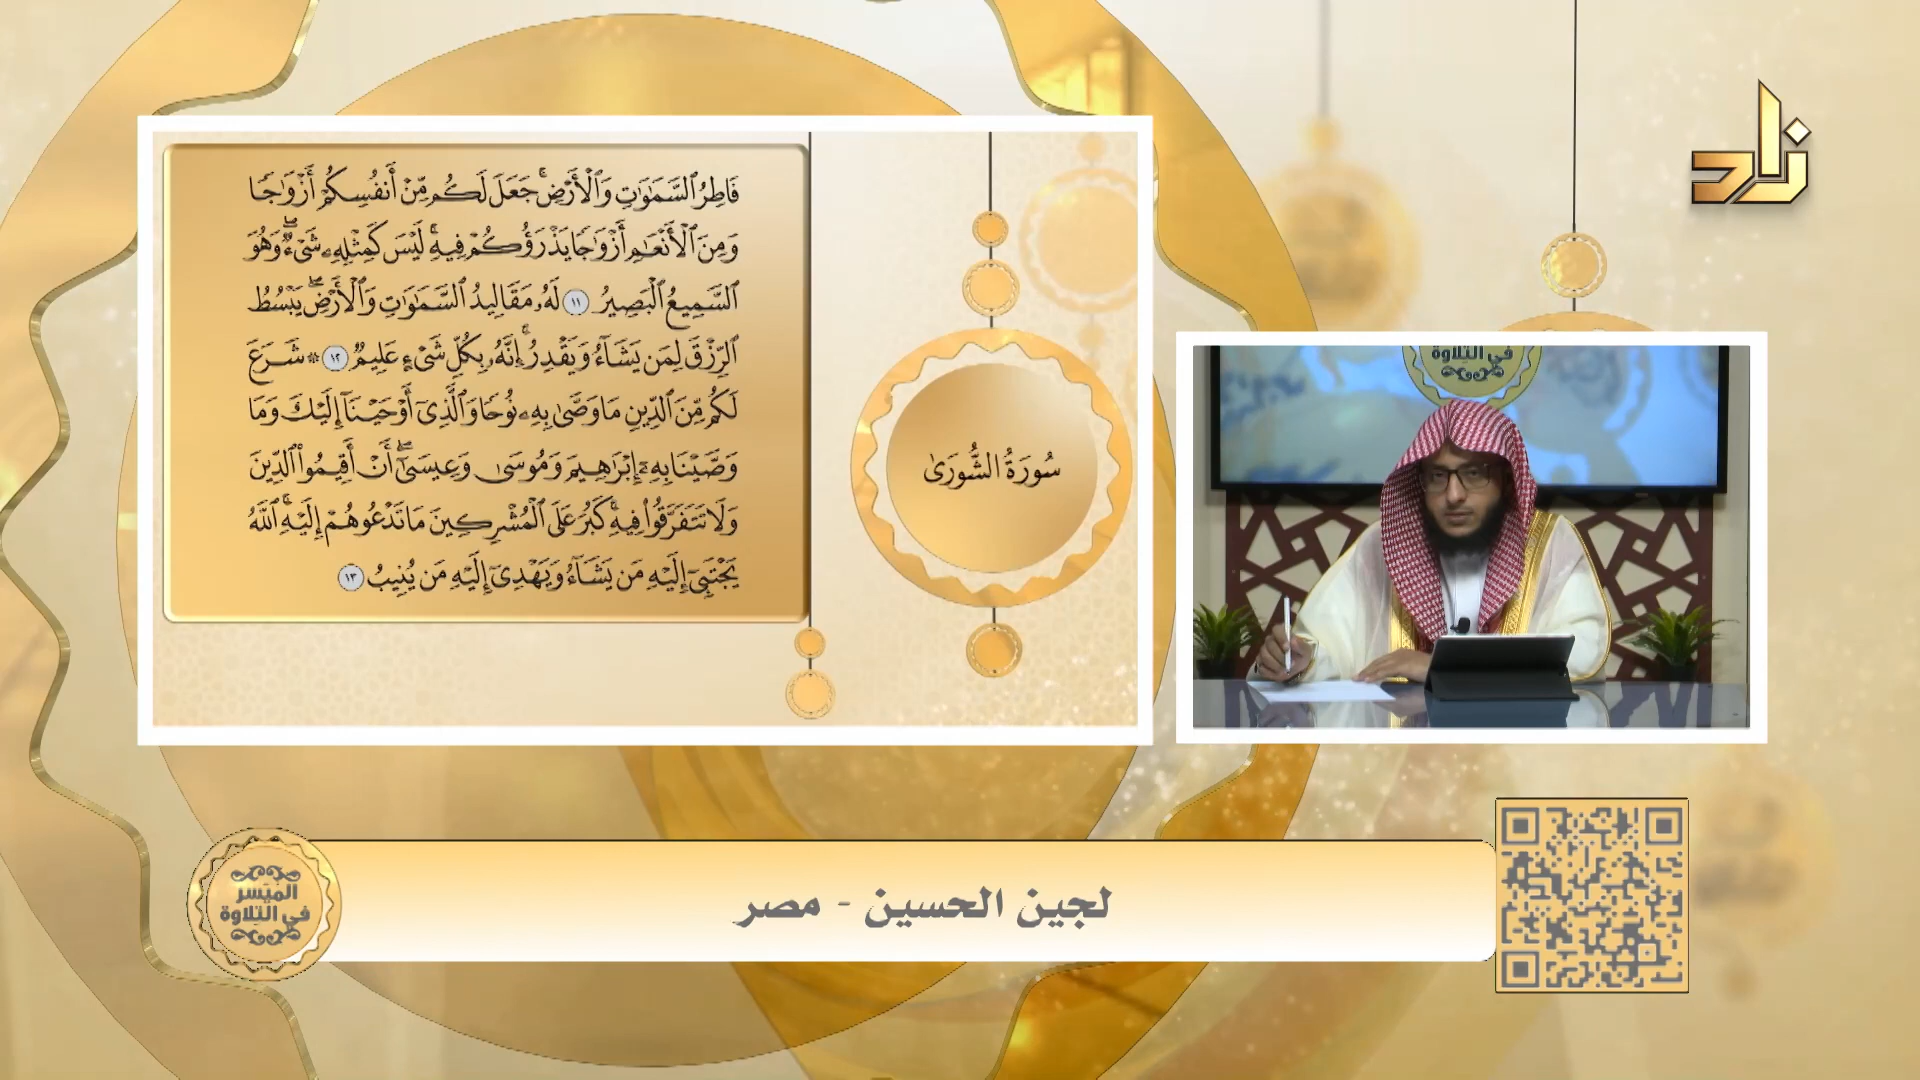 زاد
فَاطِرُ ٱلسَّمَـٰوَٰتِ وَٱلْأَرْضِ ۚ جَعَلَ لَكُم مِّنْ أَنفُسِكُمْ أَزْوَٰجًا
وَمِنَ ٱلْأَنْعَـٰمِ أَزْوَٰجًا يَذْرَؤُكُمْ فِيهِ ۚ لَيْسَ كَمِثْلِهِۦ شَىْءٌ ۖ وَهُوَ
ٱلسَّمِيعُ ٱلْبَصِيرُ ١١ لَهُۥ مَقَالِيدُ ٱلسَّمَـٰوَٰتِ وَٱلْأَرْضِ ۖ يَبْسُطُ
ٱلرِّزْقَ لِمَن يَشَآءُ وَيَقْدِرُ ۚ إِنَّهُۥ بِكُلِّ شَىْءٍ عَلِيمٌ ١٢ ۞ شَرَعَ
لَكُم مِّنَ ٱلدِّينِ مَا وَصَّىٰ بِهِۦ نُوحًا وَٱلَّذِىٓ أَوْحَيْنَآ إِلَيْكَ وَمَا
وَصَّيْنَا بِهِۦٓ إِبْرَٰهِيمَ وَمُوسَىٰ وَعِيسَىٰٓ ۖ أَنْ أَقِيمُوا۟ ٱلدِّينَ
وَلَا تَتَفَرَّقُوا۟ فِيهِ ۚ كَبُرَ عَلَى ٱلْمُشْرِكِينَ مَا تَدْعُوهُمْ إِلَيْهِ ۚ ٱللَّهُ
يَجْتَبِىٓ إِلَيْهِ مَن يَشَآءُ وَيَهْدِىٓ إِلَيْهِ مَن يُنِيبُ ١٣
سُورَةُ الشُّورَىٰ
في التلاوة
لجين الحسين - مصر
الميسر
في التلاوة